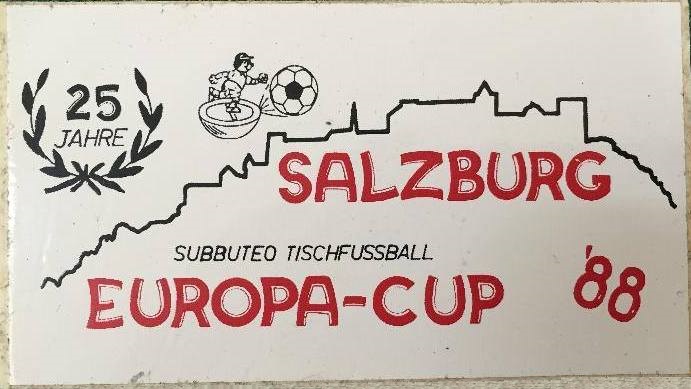 25
JAHRE
SALZBURG
SUBBUTEO TISCHFUSSBALL
EUROPA-CUP '88